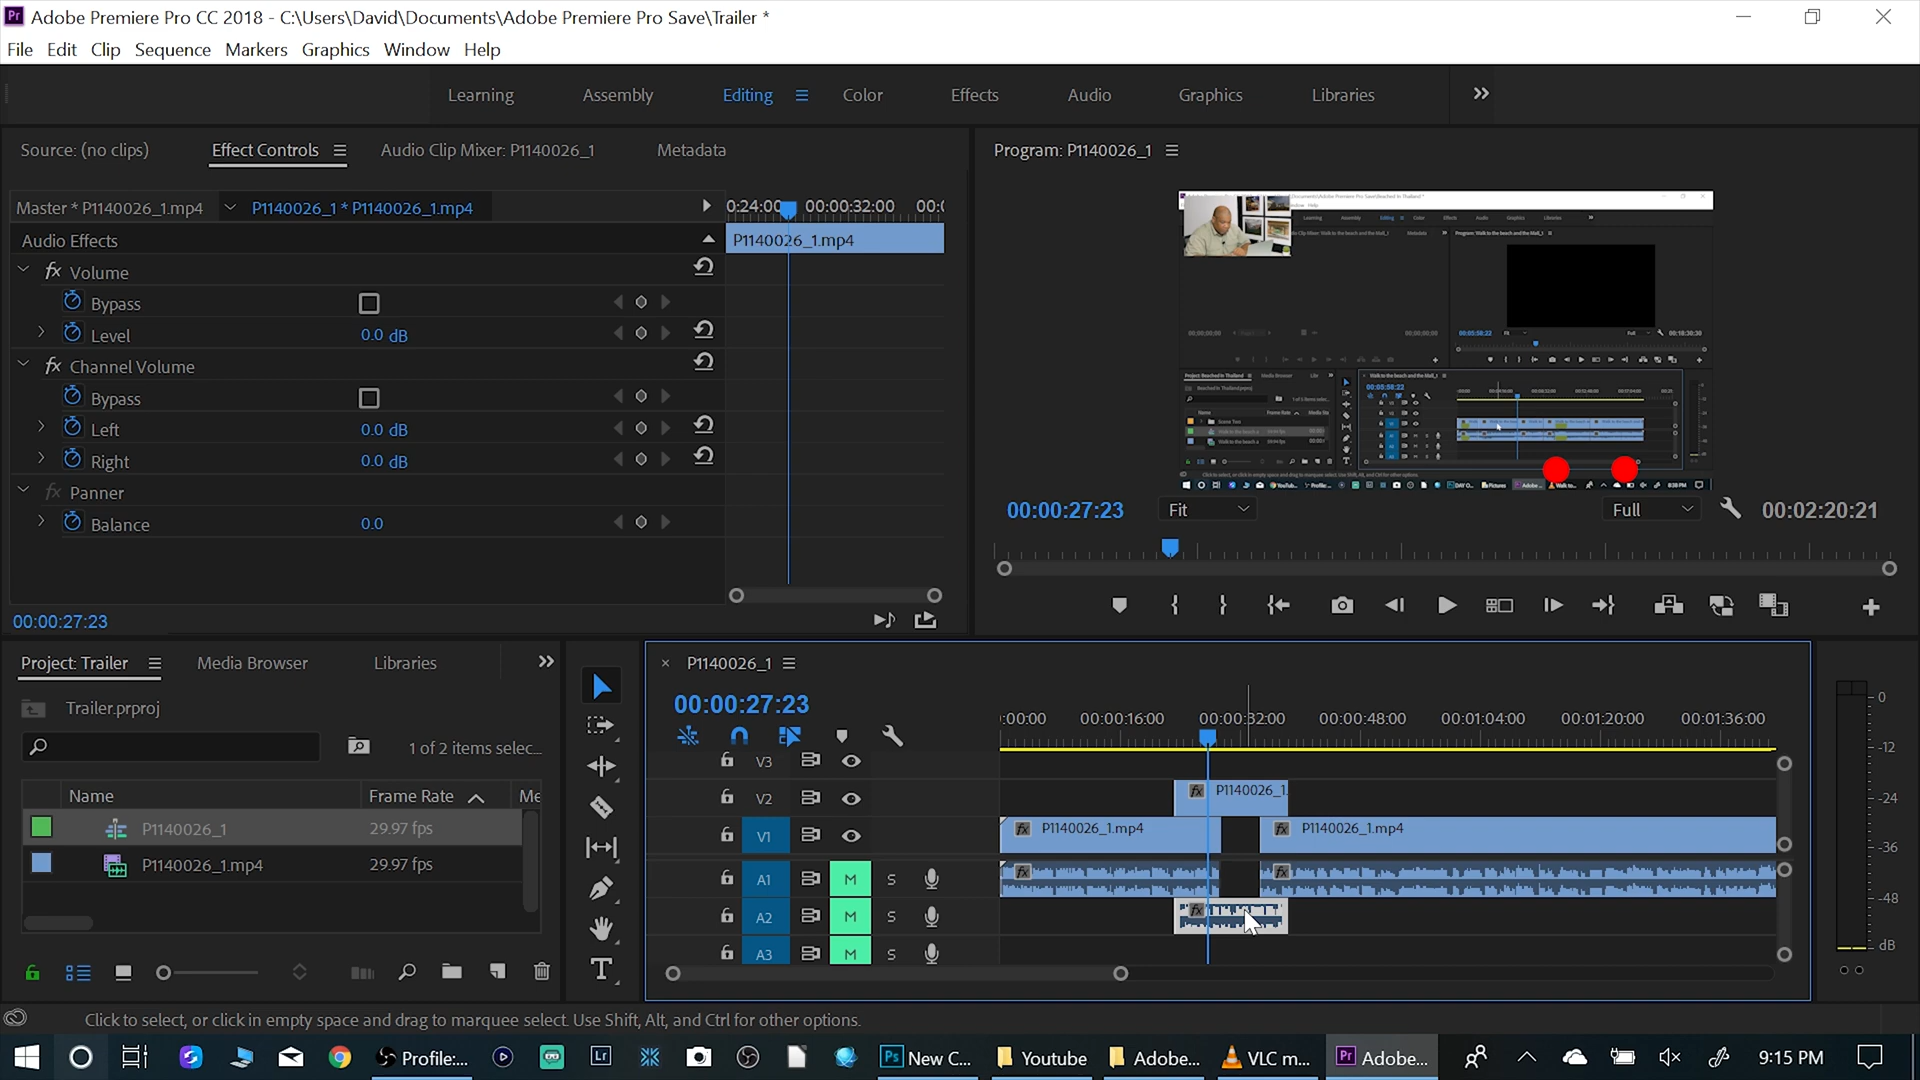 Adobe Premiere Pro CC 2018 - C:\Users\David\Documents\Adobe Premiere Pro Save\Trailer *
File Edit Clip Sequence Markers Graphics Window Help
Learning Assembly Editing Color Effects Audio Graphics Libraries
Source: (no clips) Effect Controls Audio Clip Mixer: P1140026_1 Metadata
Program: P1140026_1
Master * P1140026_1.mp4 P1140026_1 * P1140026_1.mp4
0:24:00 00:00:32:00 00:0
Audio Effects
P1140026_1.mp4
fx Volume
Bypass
Level 0.0 dB
fx Channel Volume
Bypass
Left 0.0 dB
Right 0.0 dB
fx Panner
Balance 0.0
00:00:27:23
00:00:27:23 Fit Full 00:02:20:21
Project: Trailer Media Browser Libraries
Trailer.prproj
1 of 2 items selec...
Name Frame Rate Me
P1140026_1 29.97 fps
P1140026_1.mp4 29.97 fps
T
P1140026_1
00:00:27:23
:00:00 00:00:16:00 00:00:32:00 00:00:48:00 00:01:04:00 00:01:20:00 00:01:36:00
V3
V2 fx P1140026_1.
V1 fx P1140026_1.mp4 fx P1140026_1.mp4
A1 M S fx fx
A2 M S fx
A3 M S
0
-12
-24
-36
-48
dB
Click to select, or click in empty space and drag to marquee select. Use Shift, Alt, and Ctrl for other options.
Profile:... Lr Ps New C... Youtube Adobe... VLC m... Pr Adobe... 9:15 PM